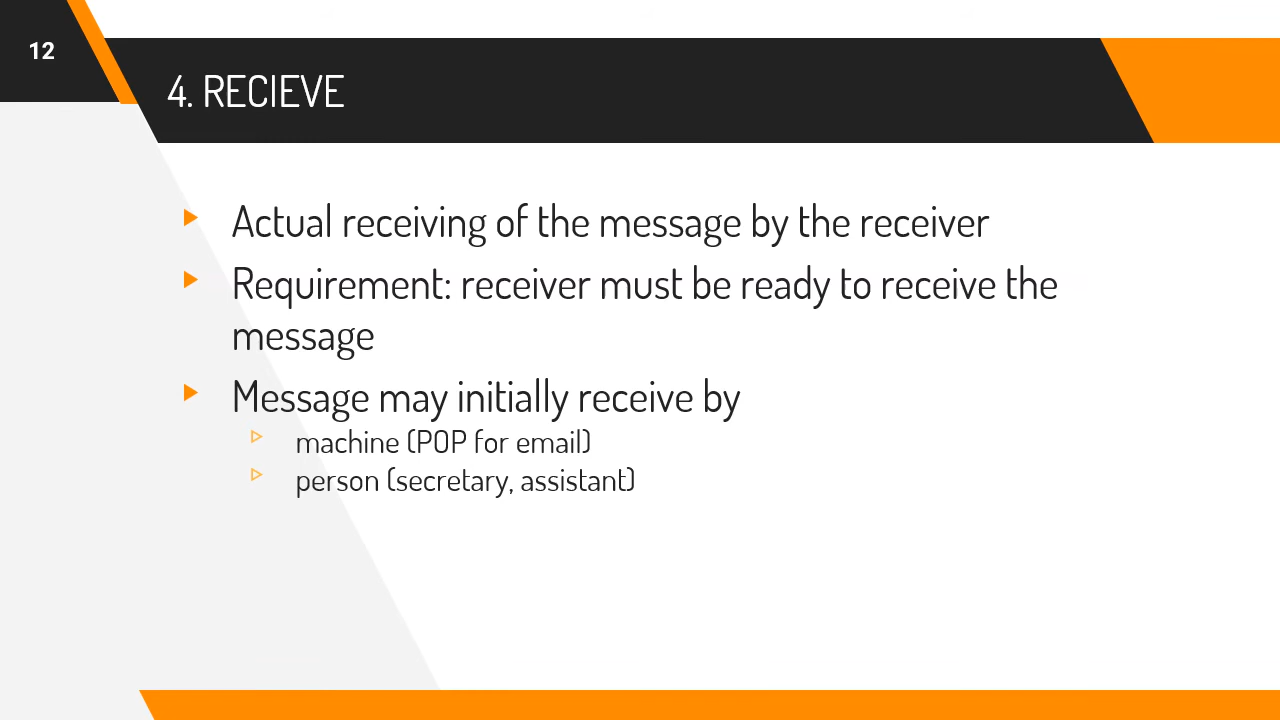 12
4. RECIEVE
Actual receiving of the message by the receiver
Requirement: receiver must be ready to receive the
message
Message may initially receive by
machine (POP for email)
person (secretary, assistant)